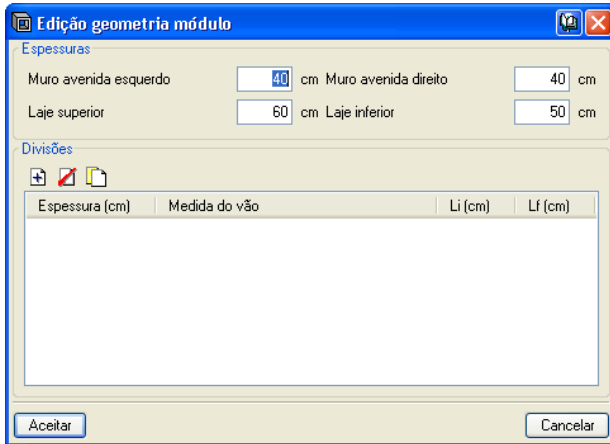 Edição geometria módulo
Espessuras
Muro avenida esquerdo 40 cm Muro avenida direito 40 cm
Laje superior 60 cm Laje inferior 50 cm
Divisões
Espessura (cm) Medida do vão Li (cm) Lf (cm)
Aceitar Cancelar